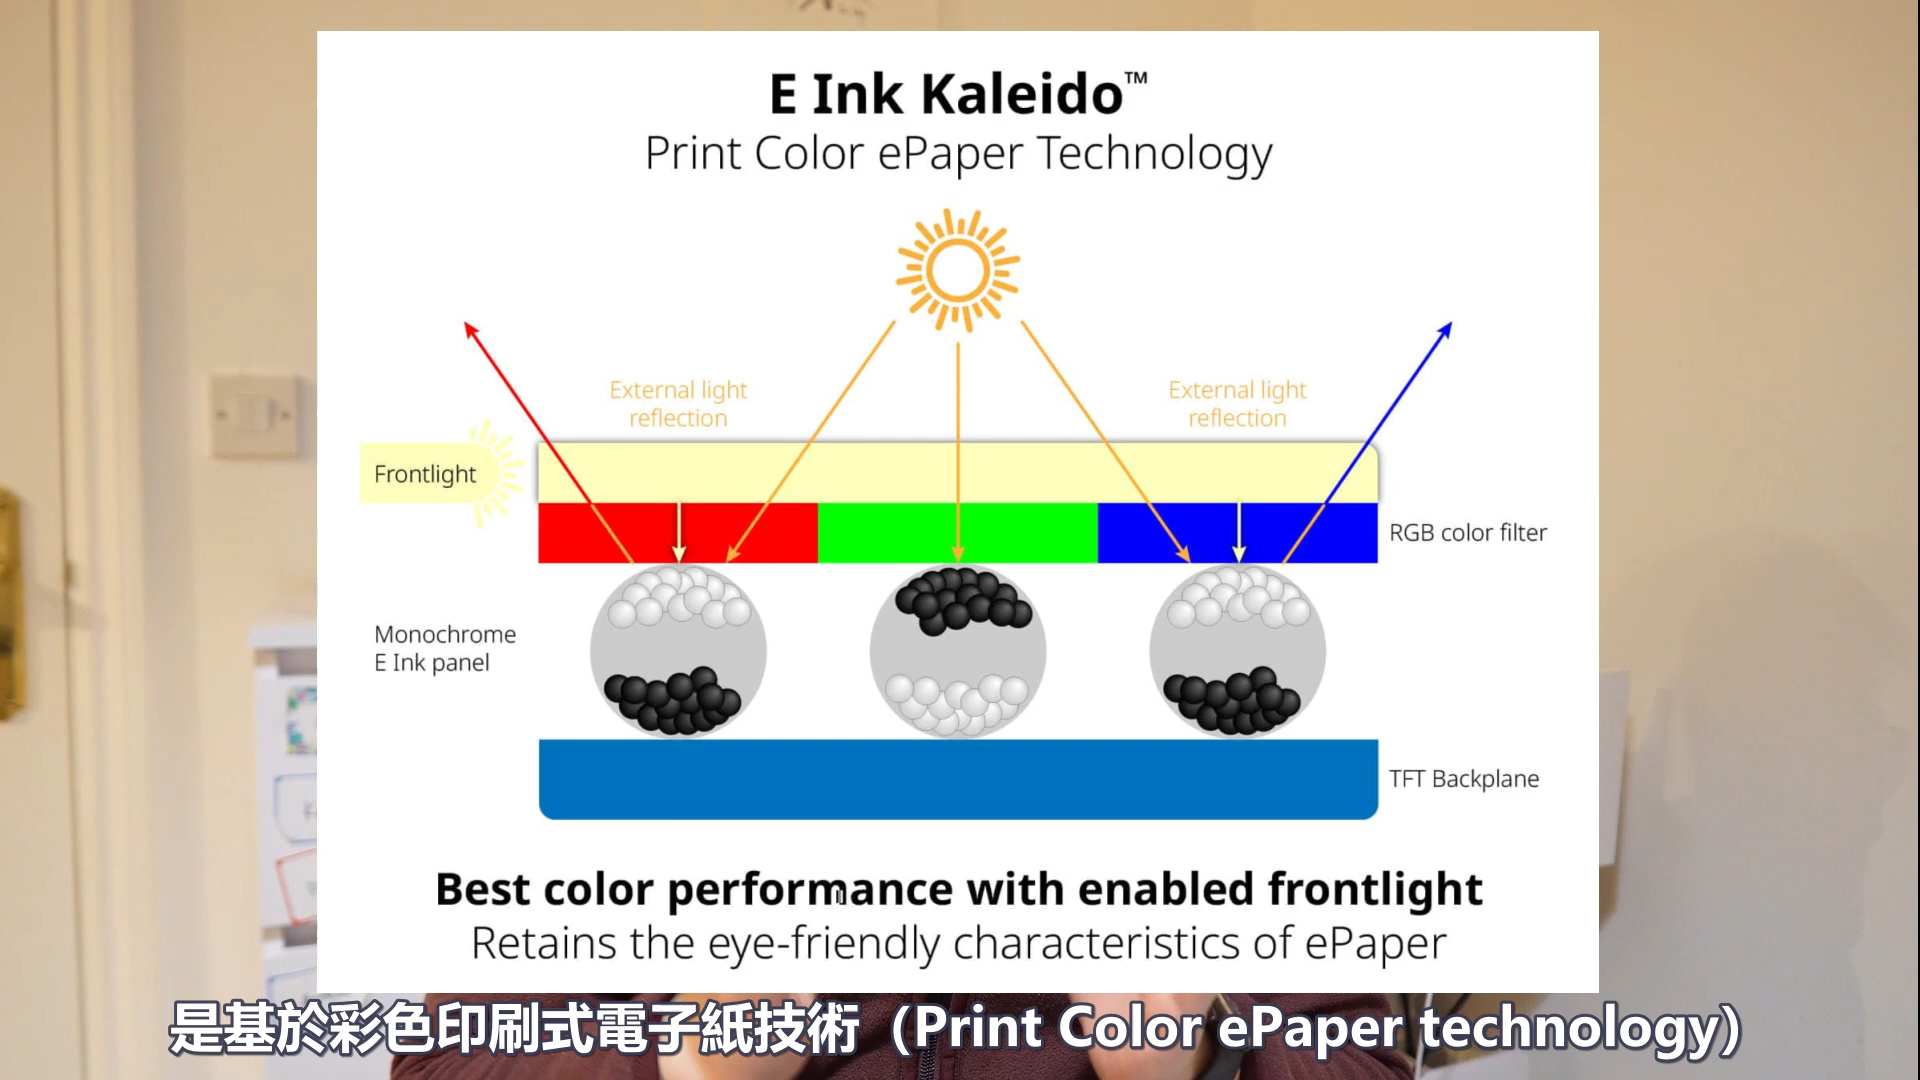 E Ink Kaleido™
Print Color ePaper Technology
External light
reflection
External light
reflection
Frontlight
RGB color filter
Monochrome
E Ink panel
TFT Backplane
Best color performance with enabled frontlight
Retains the eye-friendly characteristics of ePaper
是基於彩色印刷式電子紙技術（Print Color ePaper technology）